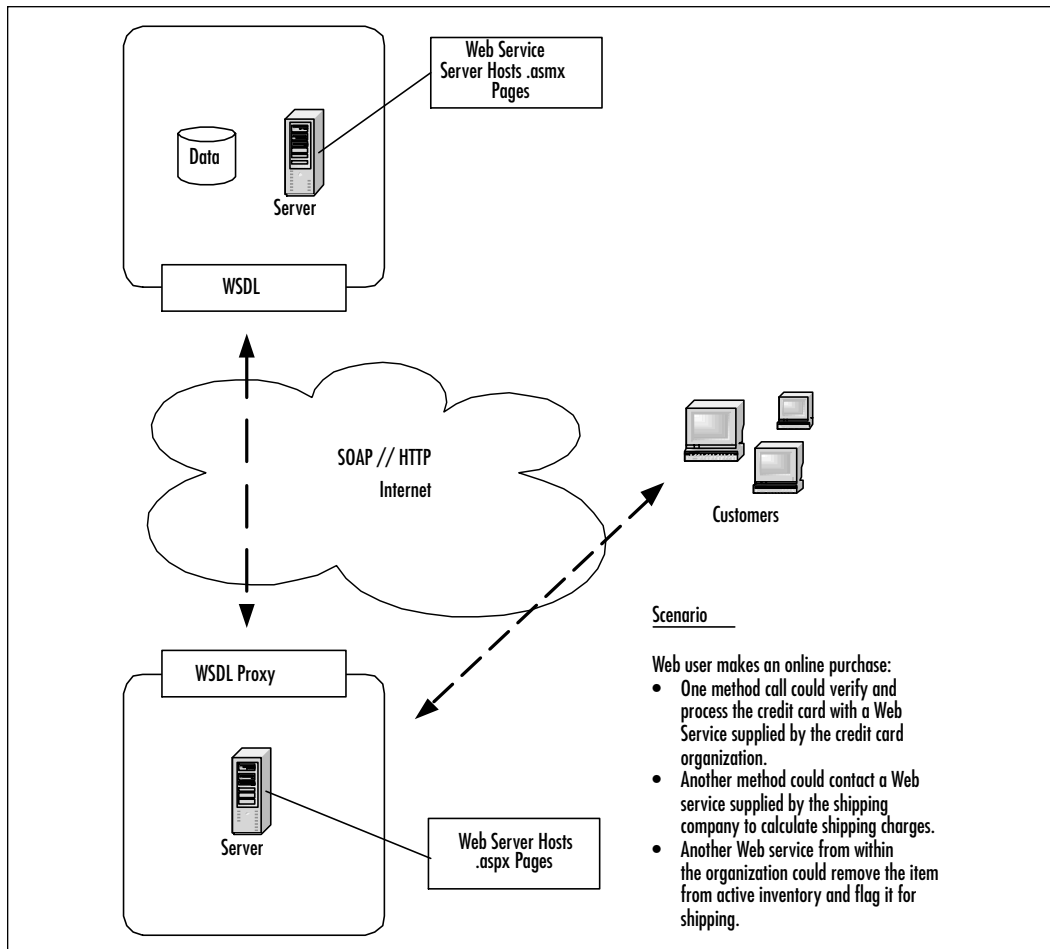 Web Service
Server Hosts .asmx
Pages
Data
Server
WSDL
SOAP // HTTP
Internet
Customers
WSDL Proxy
Server
Web Server Hosts
.aspx Pages
Scenario
Web user makes an online purchase:
• One method call could verify and
process the credit card with a Web
Service supplied by the credit card
organization.
• Another method could contact a Web
service supplied by the shipping
company to calculate shipping charges.
• Another Web service from within
the organization could remove the item
from active inventory and flag it for
shipping.